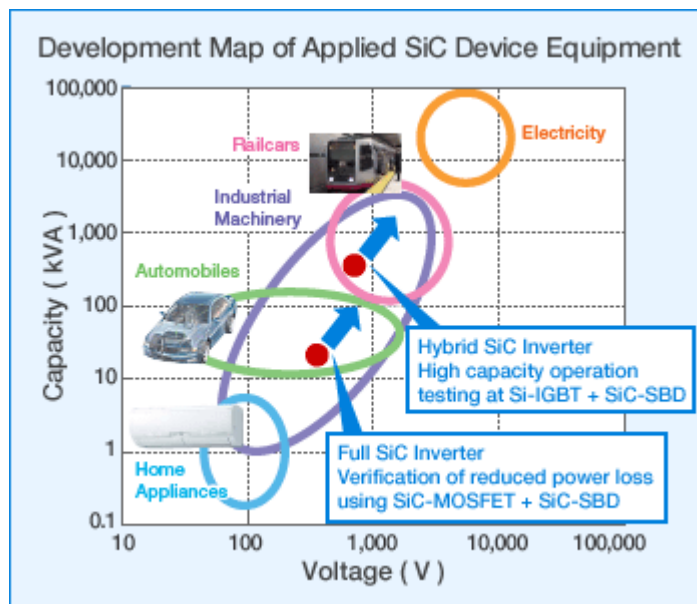 Development Map of Applied SiC Device Equipment
Capacity ( kVA )
100,000
10,000
1,000
100
10
1
0.1
Electricity
Railcars
Industrial
Machinery
Automobiles
Hybrid SiC Inverter
High capacity operation
testing at Si-IGBT + SiC-SBD
Full SiC Inverter
Verification of reduced power loss
using SiC-MOSFET + SiC-SBD
Home
Appliances
10
100
1,000
10,000
100,000
Voltage ( V )